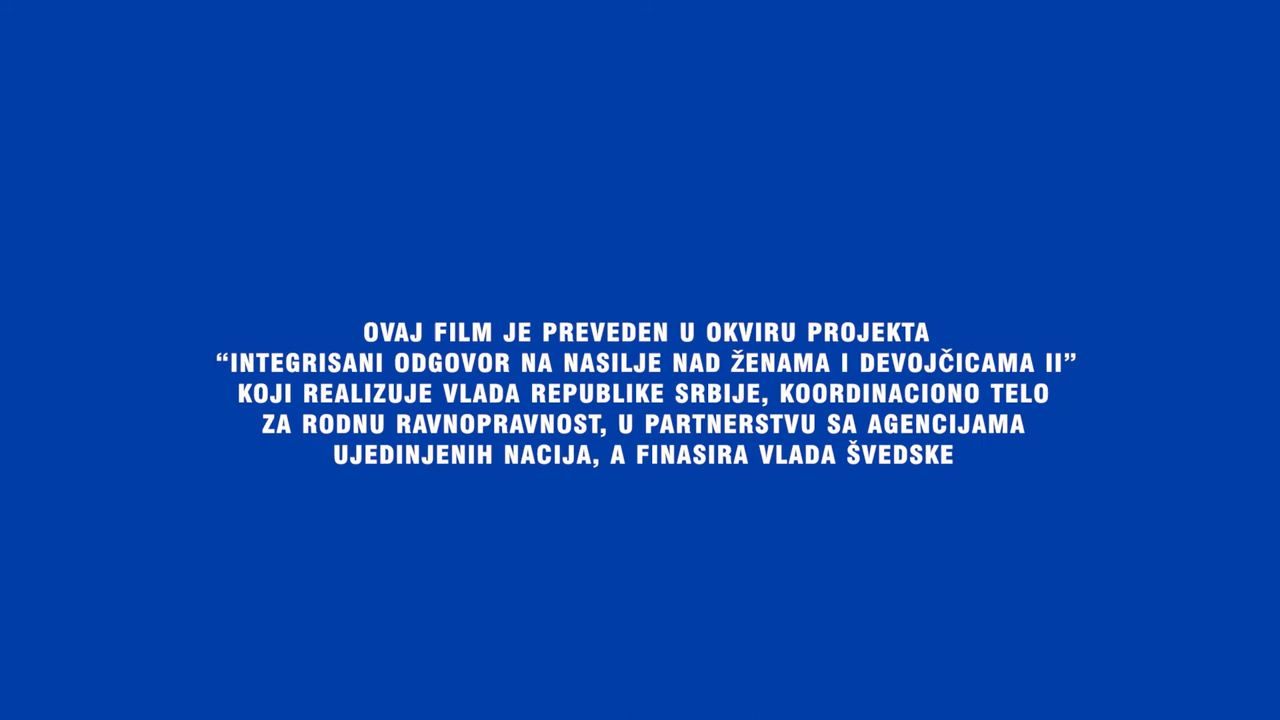 OVAJ FILM JE PREVEDEN U OKVIRU PROJEKTA
“INTEGRISANI ODGOVOR NA NASILJE NAD ŽENAMA I DEVOJČICAMA II”
KOJI REALIZUJE VLADA REPUBLIKE SRBIJE, KOORDINACIONO TELO
ZA RODNU RAVNOPRAVNOST, U PARTNERSTVU SA AGENCIJAMA
UJEDINJENIH NACIJA, A FINASIRA VLADA ŠVEDSKE